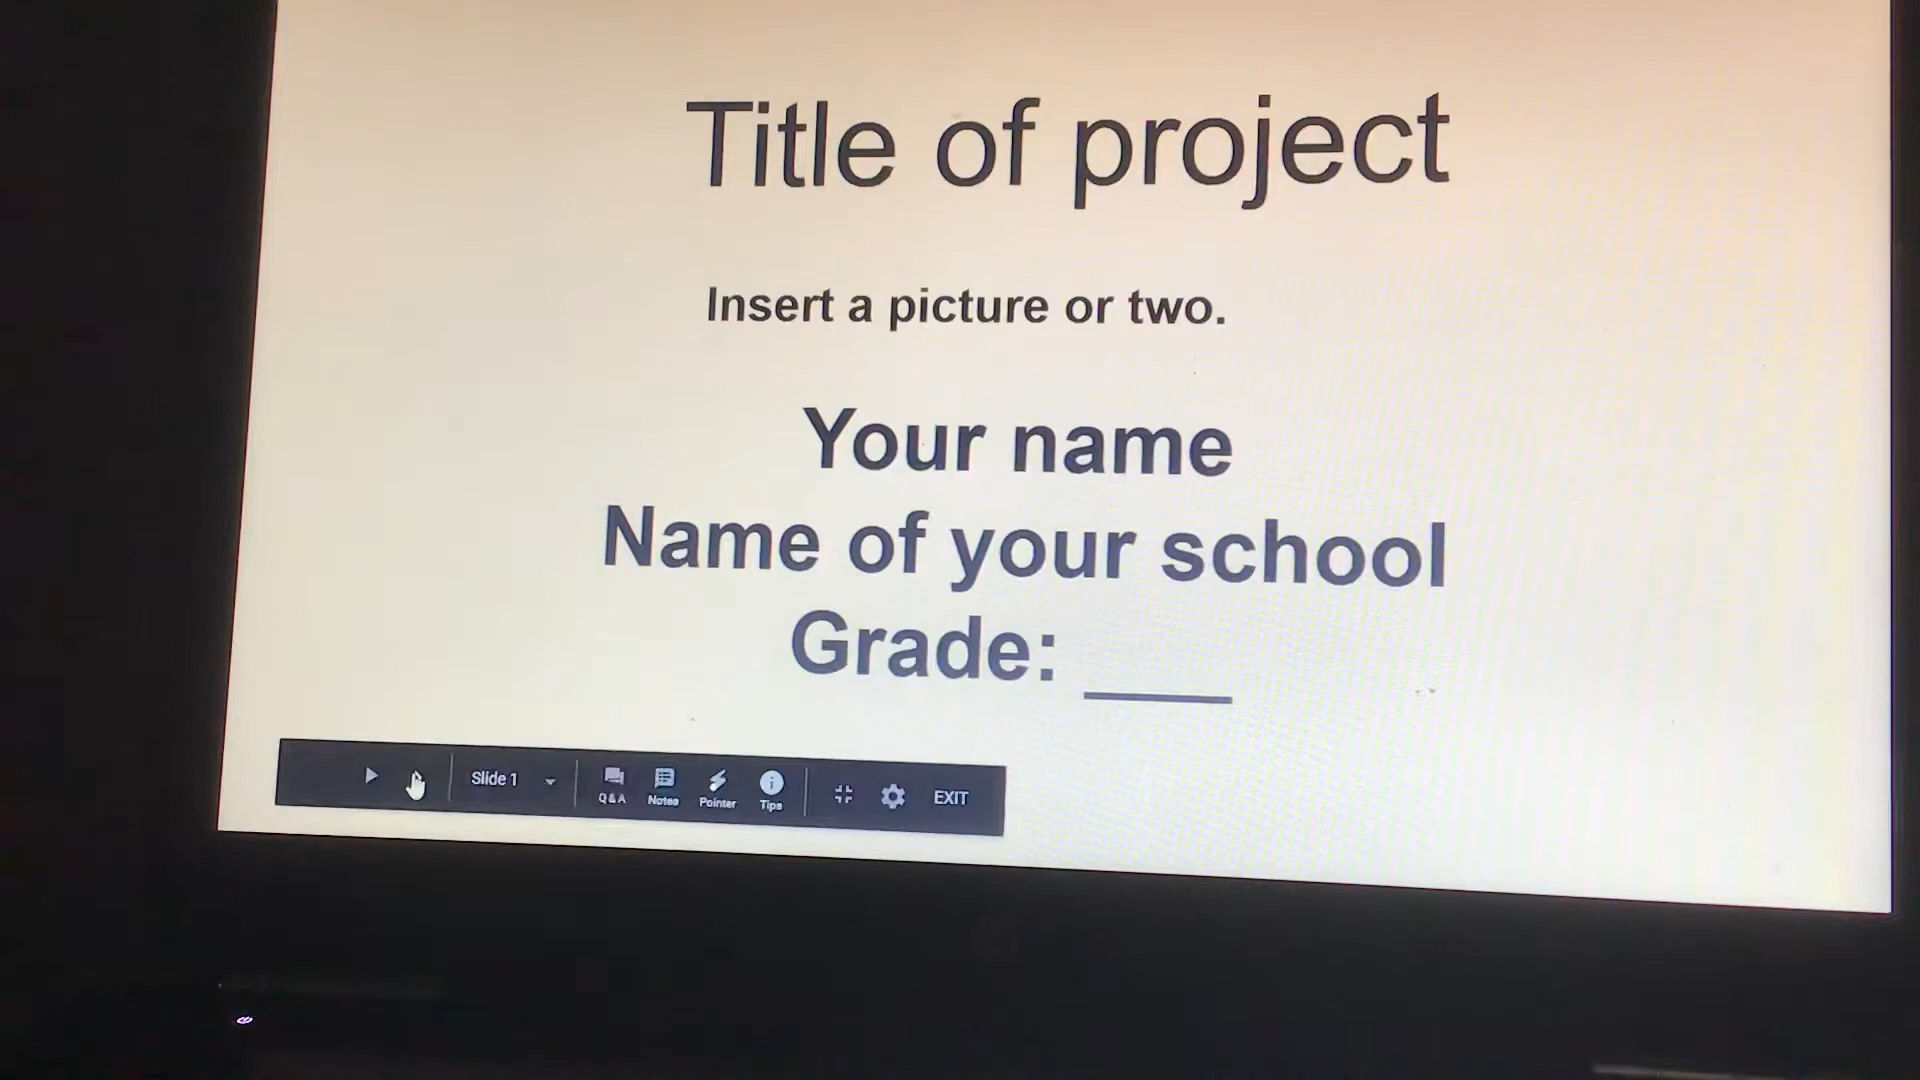 Title of project
Insert a picture or two.
Your name
Name of your school
Grade: ____
Slide 1
Q&A Notes Pointer Tips EXIT